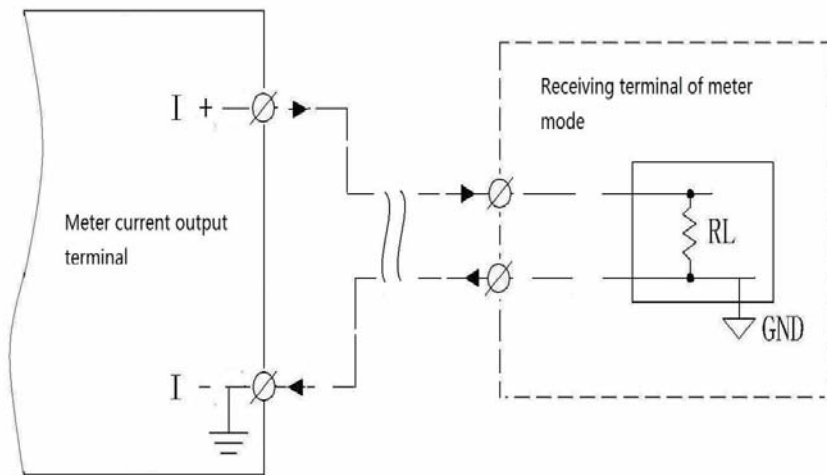 I +
Receiving terminal of meter
mode
Meter current output
terminal
RL
GND
I -